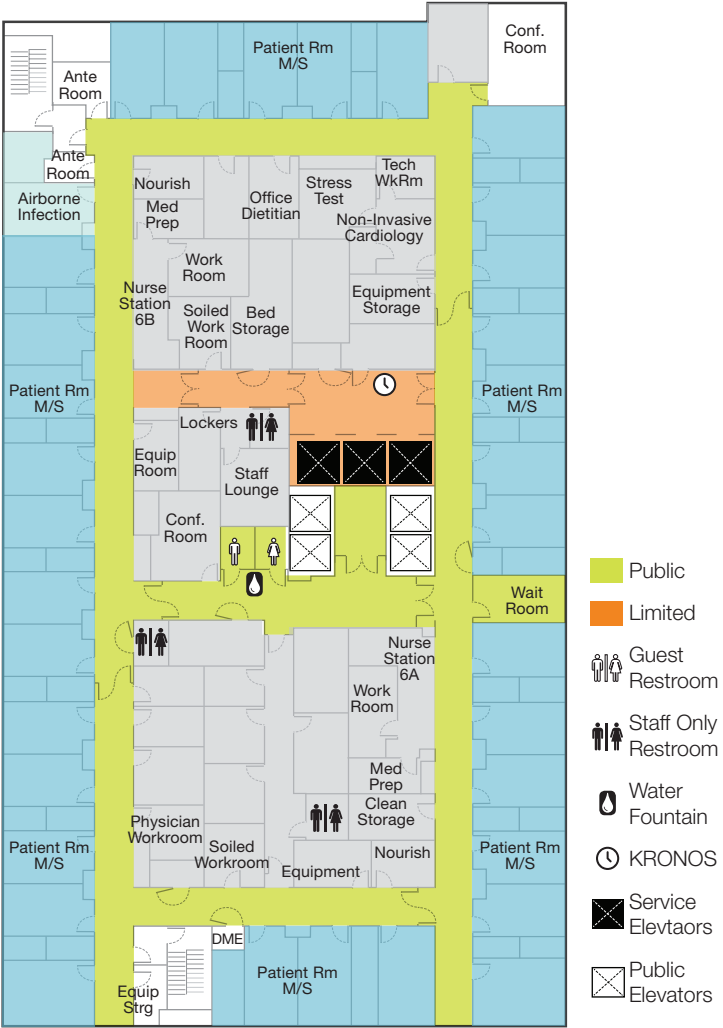 Patient Rm
M/S
Conf.
Room
Ante
Room
Ante
Room
Airborne
Infection
Nourish
Med
Prep
Office
Dietitian
Stress
Test
Tech
WkRm
Non-Invasive
Cardiology
Work
Room
Nurse
Station
6B
Soiled
Work
Room
Bed
Storage
Equipment
Storage
Patient Rm
M/S
Patient Rm
M/S
Lockers
Equip
Room
Staff
Lounge
Conf.
Room
Wait
Room
Nurse
Station
6A
Work
Room
Med
Prep
Clean
Storage
Physician
Workroom
Soiled
Workroom
Nourish
Equipment
Patient Rm
M/S
Patient Rm
M/S
DME
Patient Rm
M/S
Equip
Strg
Public
Limited
Guest
Restroom
Staff Only
Restroom
Water
Fountain
KRONOS
Service
Elevtaors
Public
Elevators